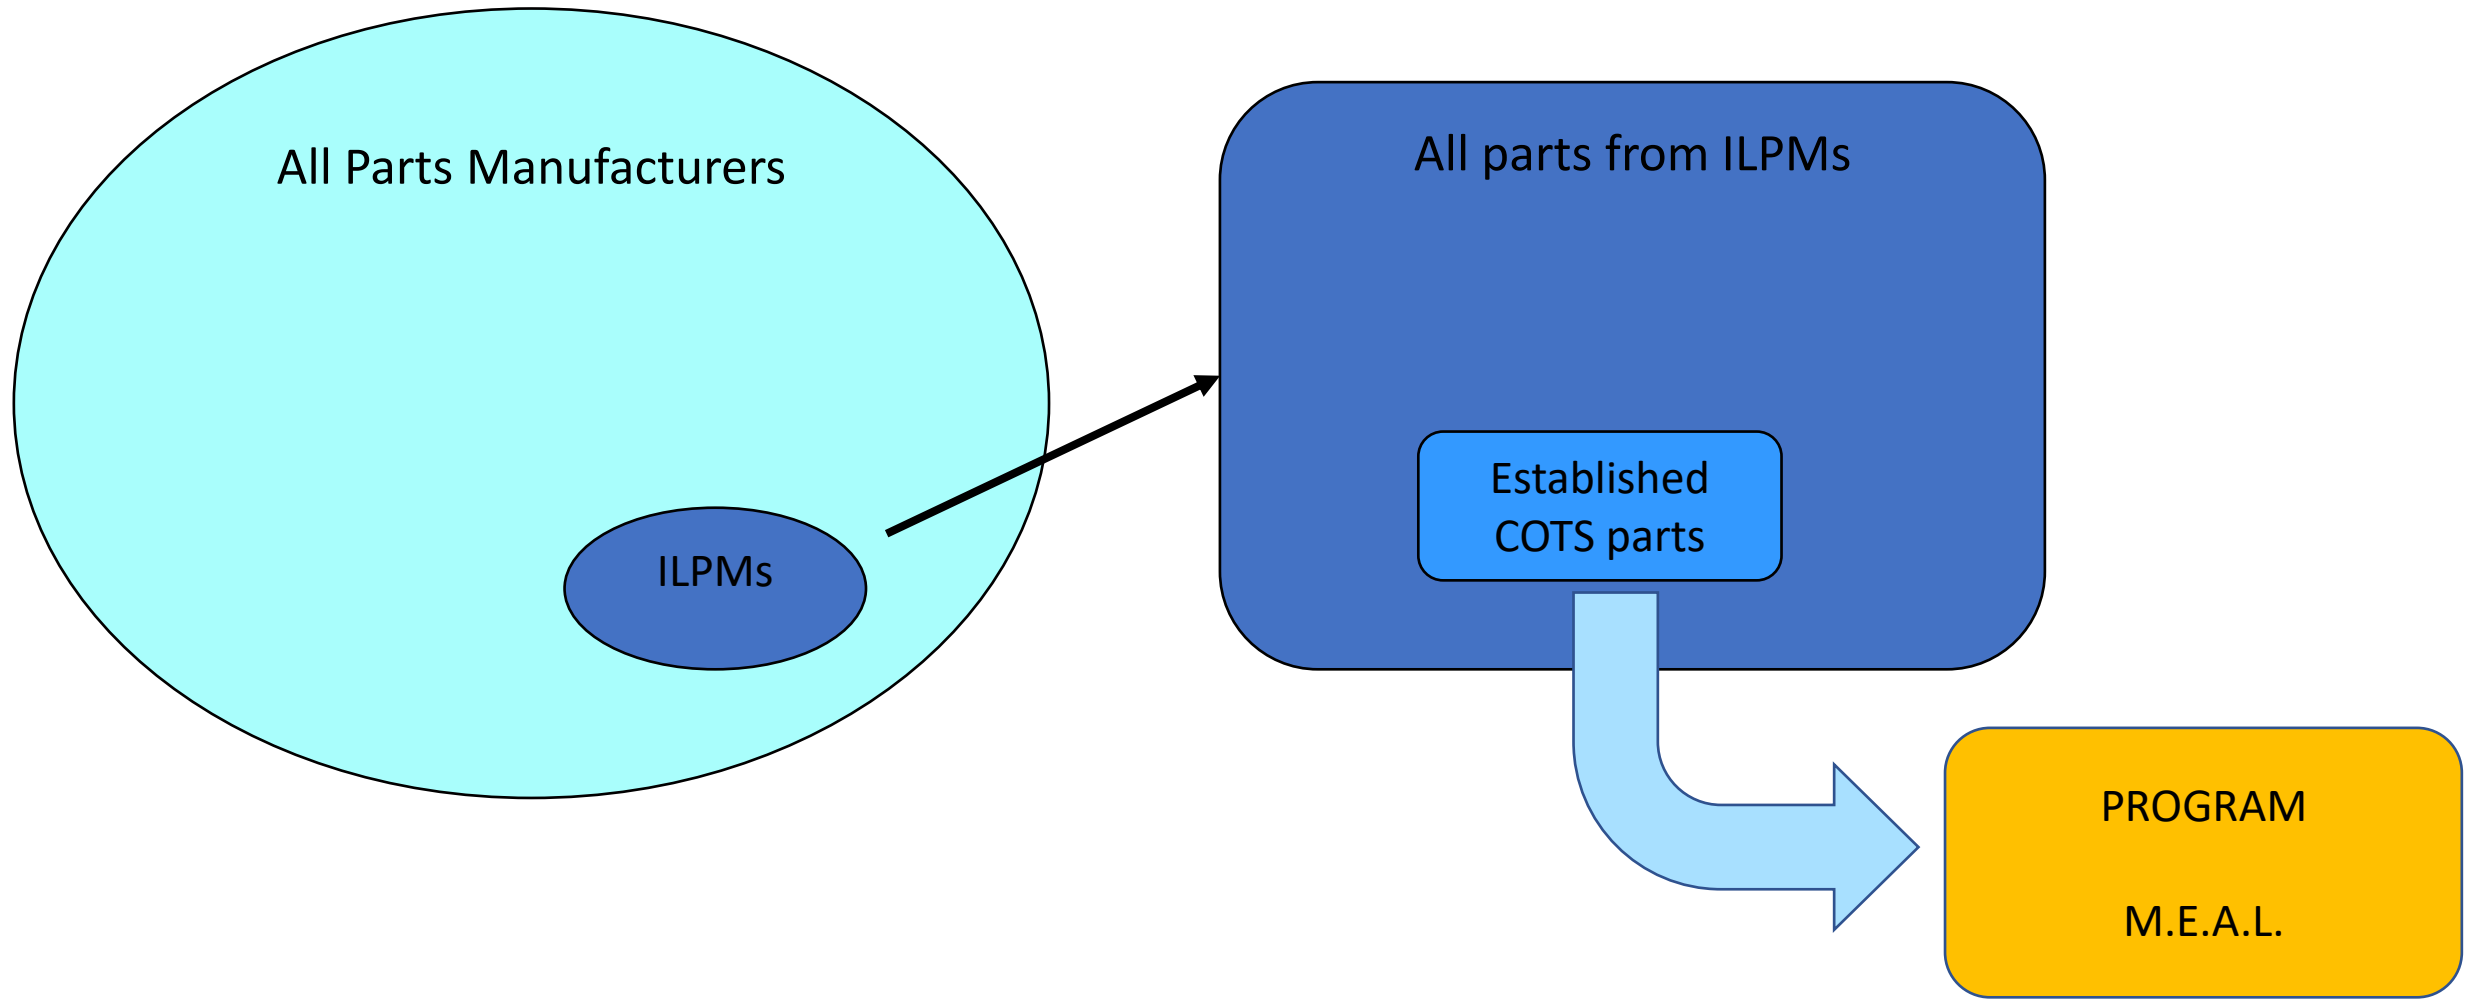 All Parts Manufacturers
ILPMs
All parts from ILPMs
Established
COTS parts
PROGRAM
M.E.A.L.